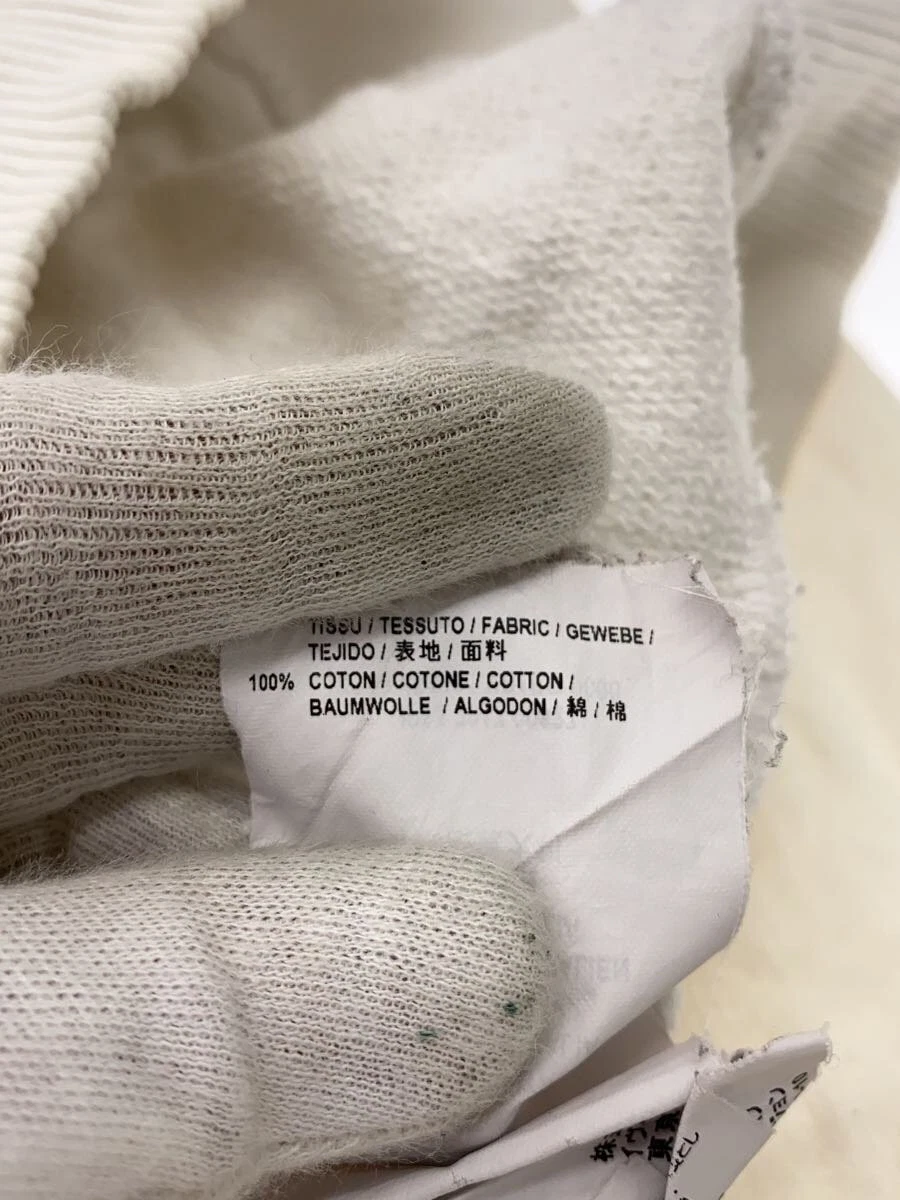 TISSU / TESSUTO / FABRIC / GEWEBE /
TEJIDO / 表地 / 面料
100% COTON / COTONE / COTTON /
BAUMWOLLE / ALGODON / 綿 / 棉